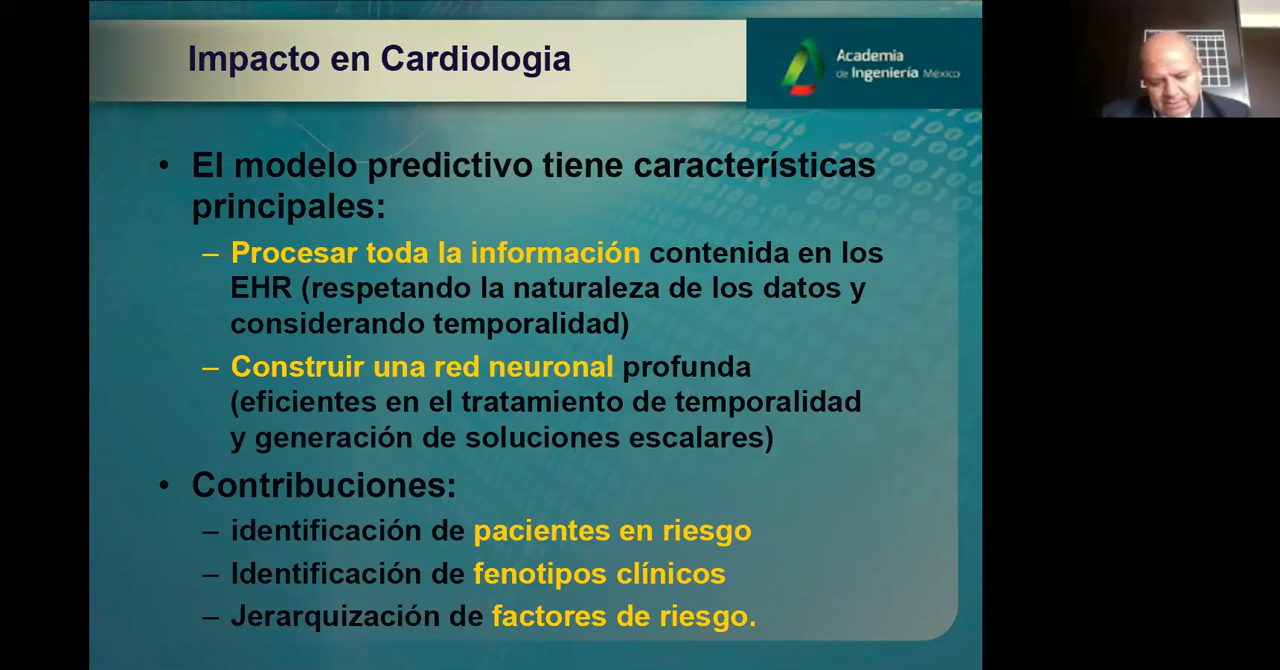 Impacto en Cardiologia
Academia
de Ingeniería México
• El modelo predictivo tiene características
principales:
– Procesar toda la información contenida en los
EHR (respetando la naturaleza de los datos y
considerando temporalidad)
– Construir una red neuronal profunda
(eficientes en el tratamiento de temporalidad
y generación de soluciones escalares)
• Contribuciones:
– identificación de pacientes en riesgo
– Identificación de fenotipos clínicos
– Jerarquización de factores de riesgo.